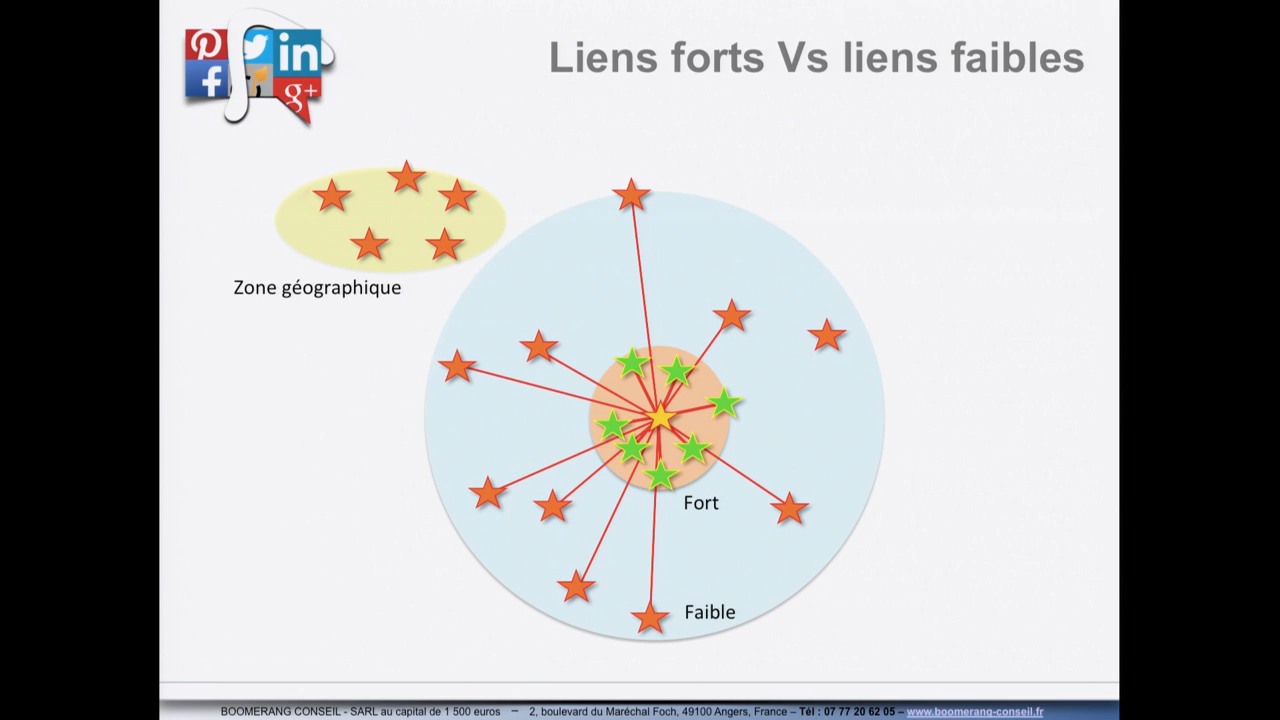 Liens forts Vs liens faibles
Zone géographique
Fort
Faible
BOOMERANG CONSEIL - SARL au capital de 1 500 euros – 2, boulevard du Maréchal Foch, 49100 Angers, France – Tél : 07 77 20 62 05 – www.boomerang-conseil.fr